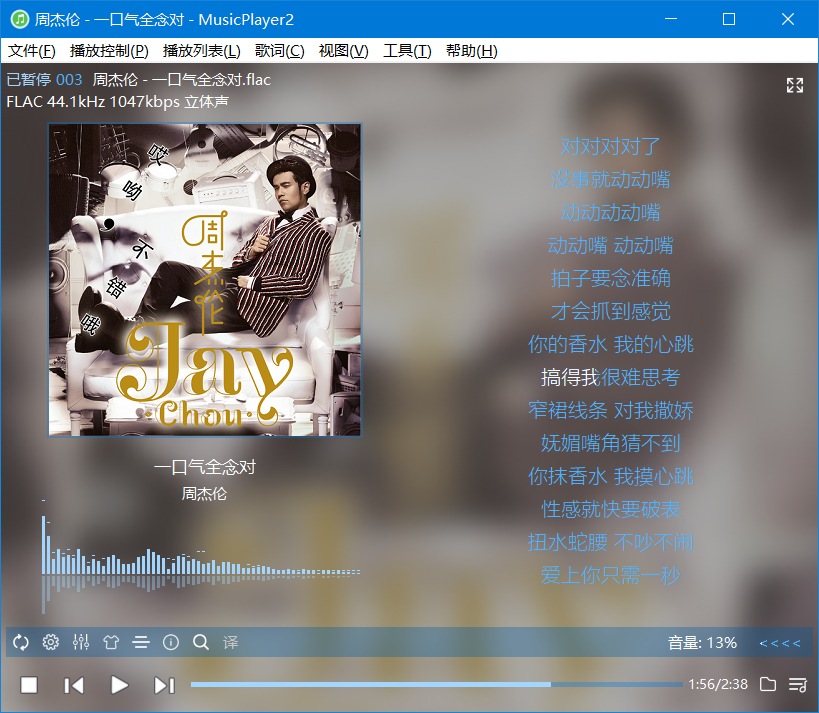 周杰伦 - 一口气全念对 - MusicPlayer2
文件(F) 播放控制(P) 播放列表(L) 歌词(C) 视图(V) 工具(T) 帮助(H)
已暂停 003 周杰伦 - 一口气全念对.flac
FLAC 44.1kHz 1047kbps 立体声
哎
呦
,
不
错
哦
周杰伦
Jay
Chou
一口气全念对
周杰伦
对对对对了
没事就动动嘴
动动动动嘴
动动嘴 动动嘴
拍子要念准确
才会抓到感觉
你的香水 我的心跳
搞得我很难思考
窄裙线条 对我撒娇
妩媚嘴角猜不到
你抹香水 我摸心跳
性感就快要破表
扭水蛇腰 不吵不闹
爱上你只需一秒
译
音量: 13%
<<<<
1:56/2:38